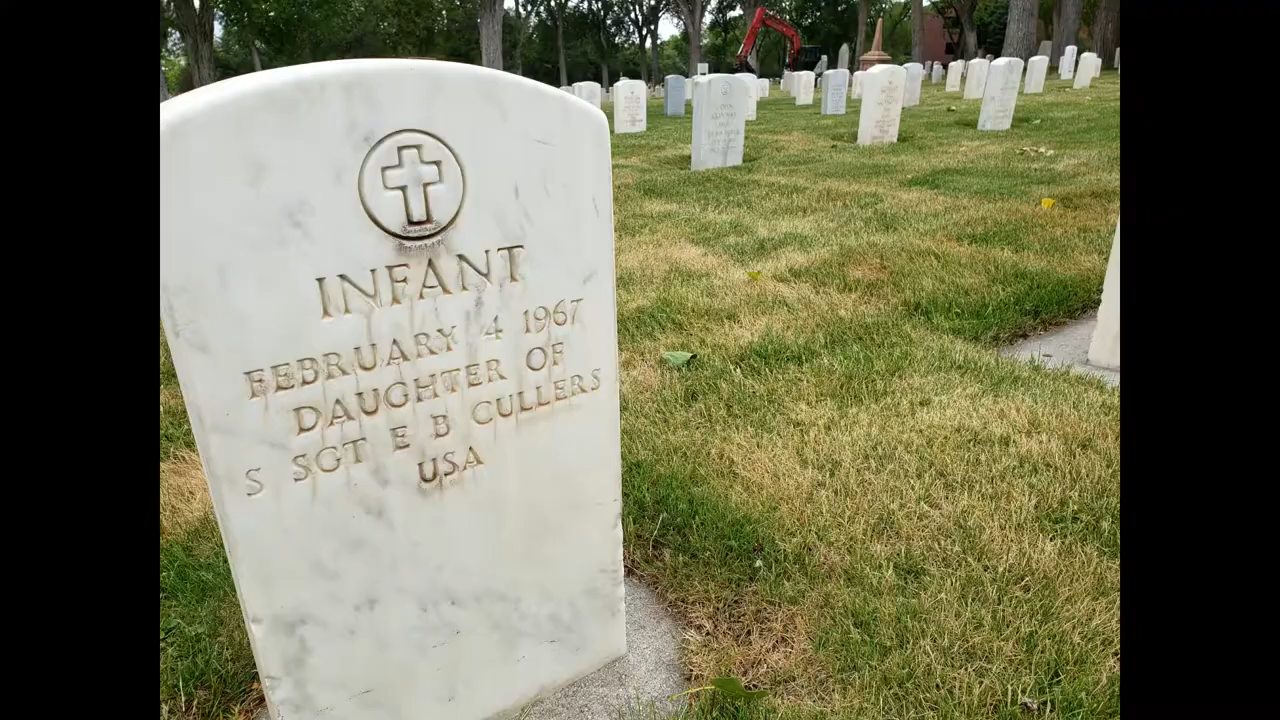 INFANT
FEBRUARY 4 1967
DAUGHTER OF
S SGT E B CULLERS
USA